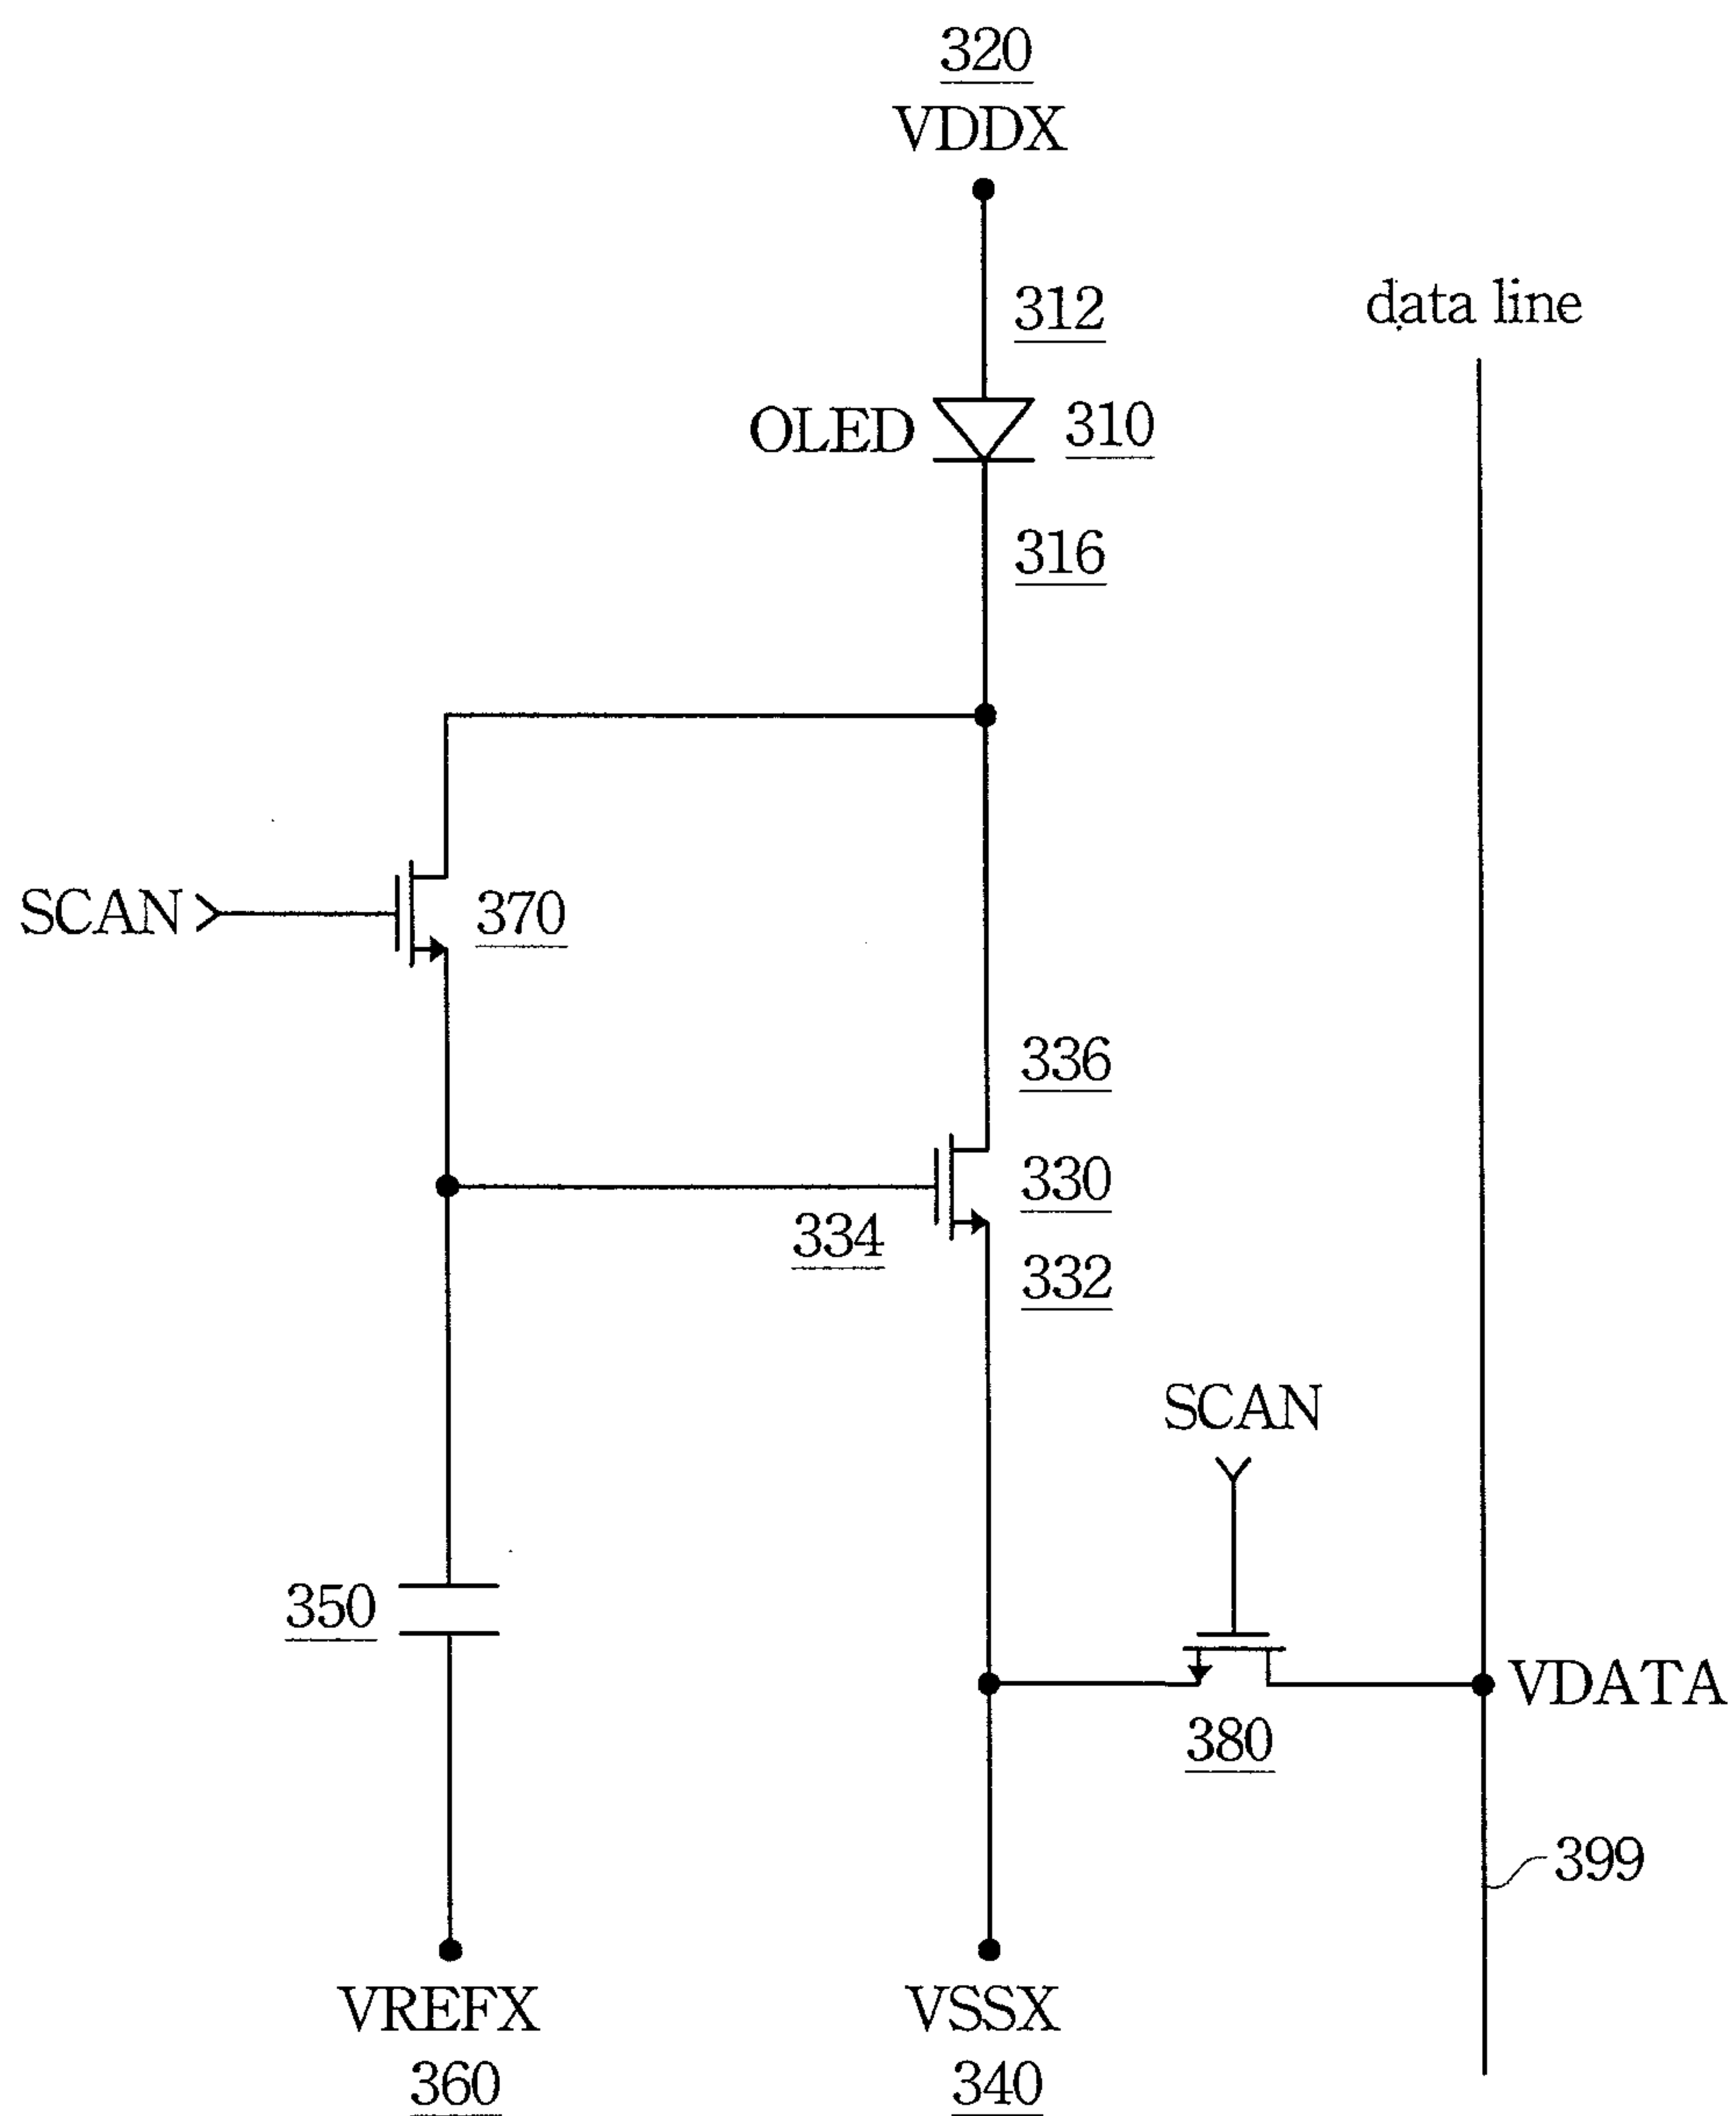 320
VDDX
312
data line
OLED
310
316
SCAN
370
336
330
334
332
SCAN
350
VDATA
380
399
VREFX
VSSX
360
340